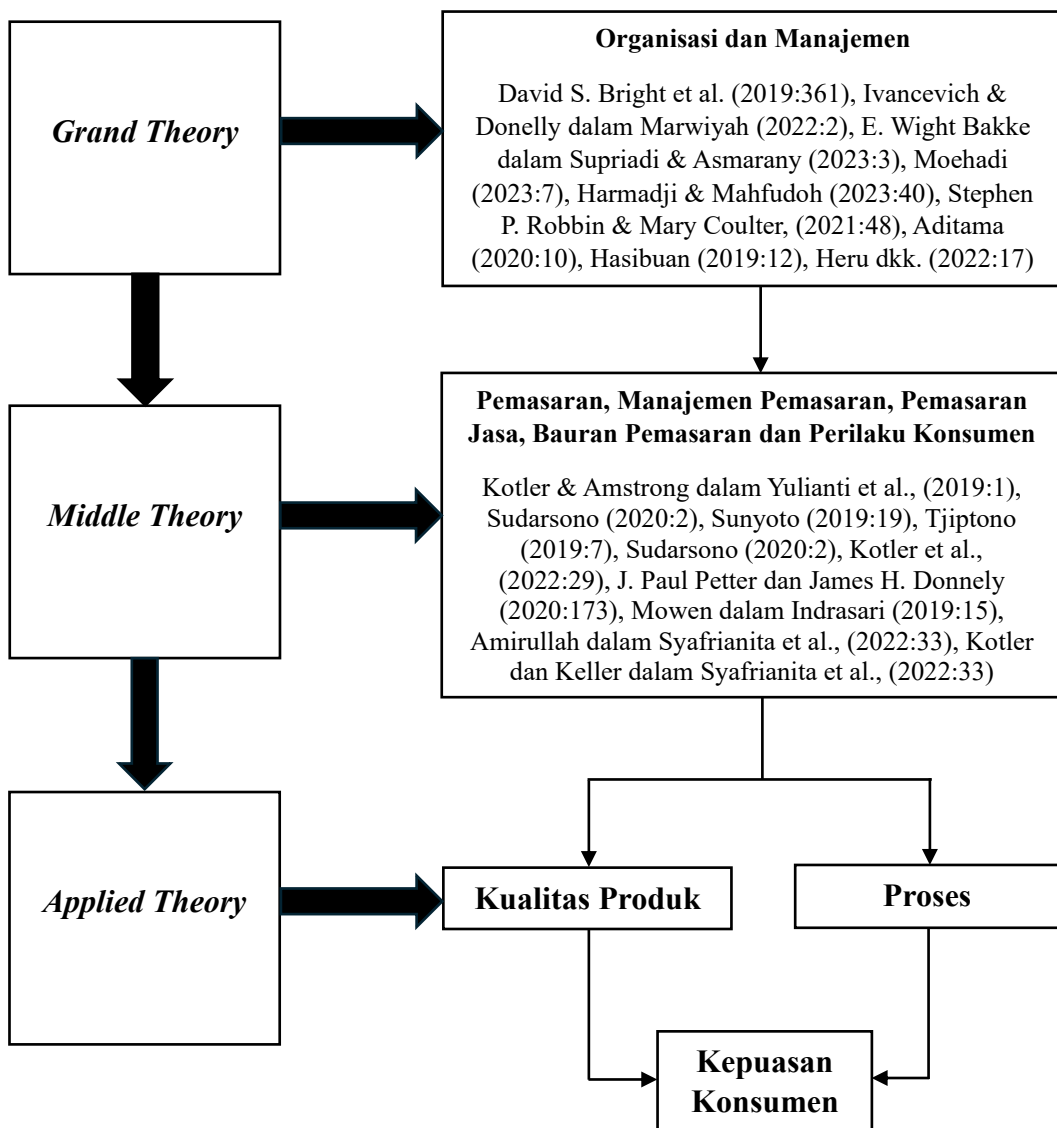 Grand Theory
Organisasi dan Manajemen
David S. Bright et al. (2019:361), Ivancevich &
Donelly dalam Marwiyah (2022:2), E. Wight Bakke
dalam Supriadi & Asmarany (2023:3), Moehadi
(2023:7), Harmadji & Mahfudoh (2023:40), Stephen
P. Robbin & Mary Coulter, (2021:48), Aditama
(2020:10), Hasibuan (2019:12), Heru dkk. (2022:17)
Middle Theory
Pemasaran, Manajemen Pemasaran, Pemasaran
Jasa, Bauran Pemasaran dan Perilaku Konsumen
Kotler & Amstrong dalam Yulianti et al., (2019:1),
Sudarsono (2020:2), Sunyoto (2019:19), Tjiptono
(2019:7), Sudarsono (2020:2), Kotler et al.,
(2022:29), J. Paul Petter dan James H. Donnely
(2020:173), Mowen dalam Indrasari (2019:15),
Amirullah dalam Syafrianita et al., (2022:33), Kotler
dan Keller dalam Syafrianita et al., (2022:33)
Applied Theory
Kualitas Produk
Proses
Kepuasan
Konsumen